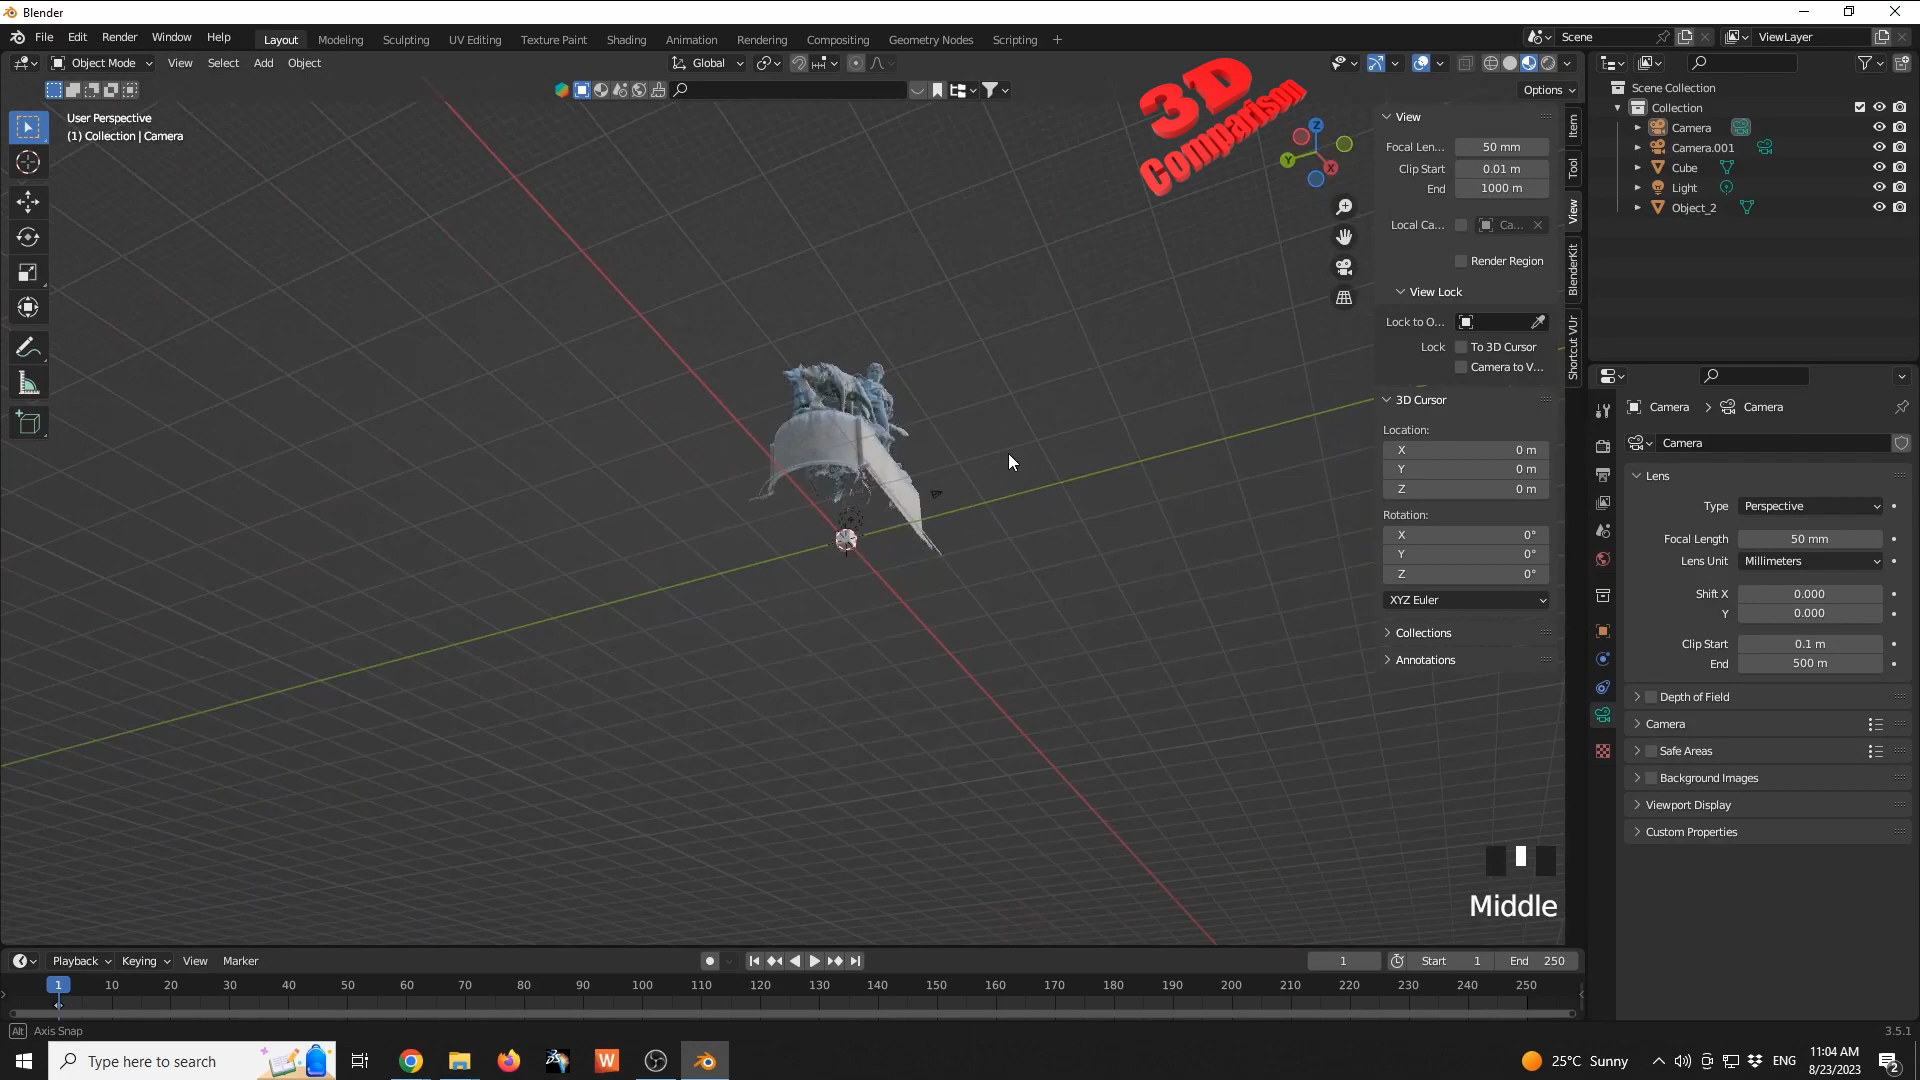 Blender
File Edit Render Window Help
Layout Modeling Sculpting UV Editing Texture Paint Shading Animation Rendering Compositing Geometry Nodes Scripting +
Scene
ViewLayer
Object Mode View Select Add Object
Global
Options
User Perspective
(1) Collection | Camera
3D
Comparison
Z
Y
X
View
Focal Len... 50 mm
Clip Start 0.01 m
End 1000 m
Local Ca... Ca...
Render Region
View Lock
Lock to O...
Lock To 3D Cursor
Camera to V...
3D Cursor
Location:
X 0 m
Y 0 m
Z 0 m
Rotation:
X 0°
Y 0°
Z 0°
XYZ Euler
Collections
Annotations
Item
Tool
View
BlenderKit
Shortcut VUr
Scene Collection
Collection
Camera
Camera.001
Cube
Light
Object_2
Camera > Camera
Camera
Lens
Type Perspective
Focal Length 50 mm
Lens Unit Millimeters
Shift X 0.000
Y 0.000
Clip Start 0.1 m
End 500 m
Depth of Field
Camera
Safe Areas
Background Images
Viewport Display
Custom Properties
Middle
Playback Keying View Marker
1 Start 1 End 250
1 10 20 30 40 50 60 70 80 90 100 110 120 130 140 150 160 170 180 190 200 210 220 230 240 250
Alt Axis Snap
3.5.1
Type here to search
25°C Sunny
ENG
11:04 AM
8/23/2023
2